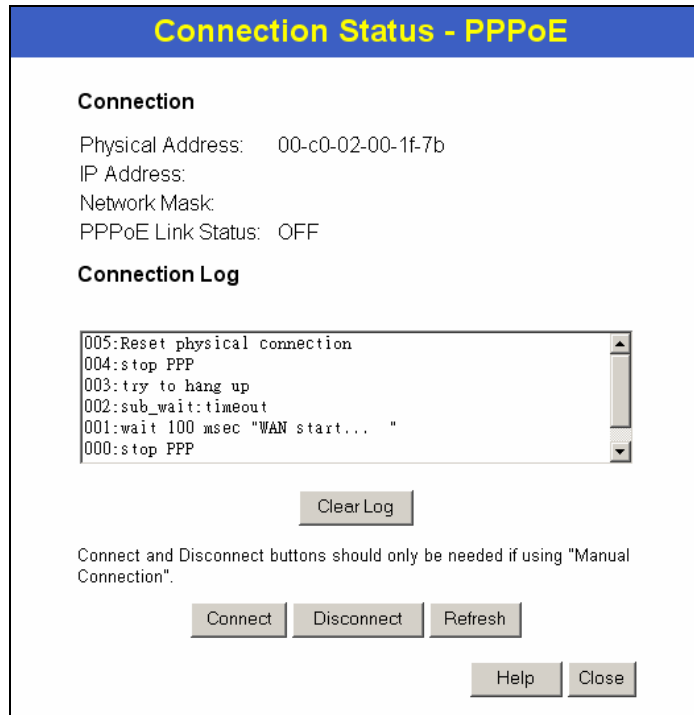 Connection Status - PPPoE
Connection
Physical Address: 00-c0-02-00-1f-7b
IP Address:
Network Mask:
PPPoE Link Status: OFF
Connection Log
005:Reset physical connection
004:stop PPP
003:try to hang up
002:sub_wait:timeout
001:wait 100 msec "WAN start... "
000:stop PPP
Clear Log
Connect and Disconnect buttons should only be needed if using "Manual
Connection".
Connect Disconnect Refresh
Help Close